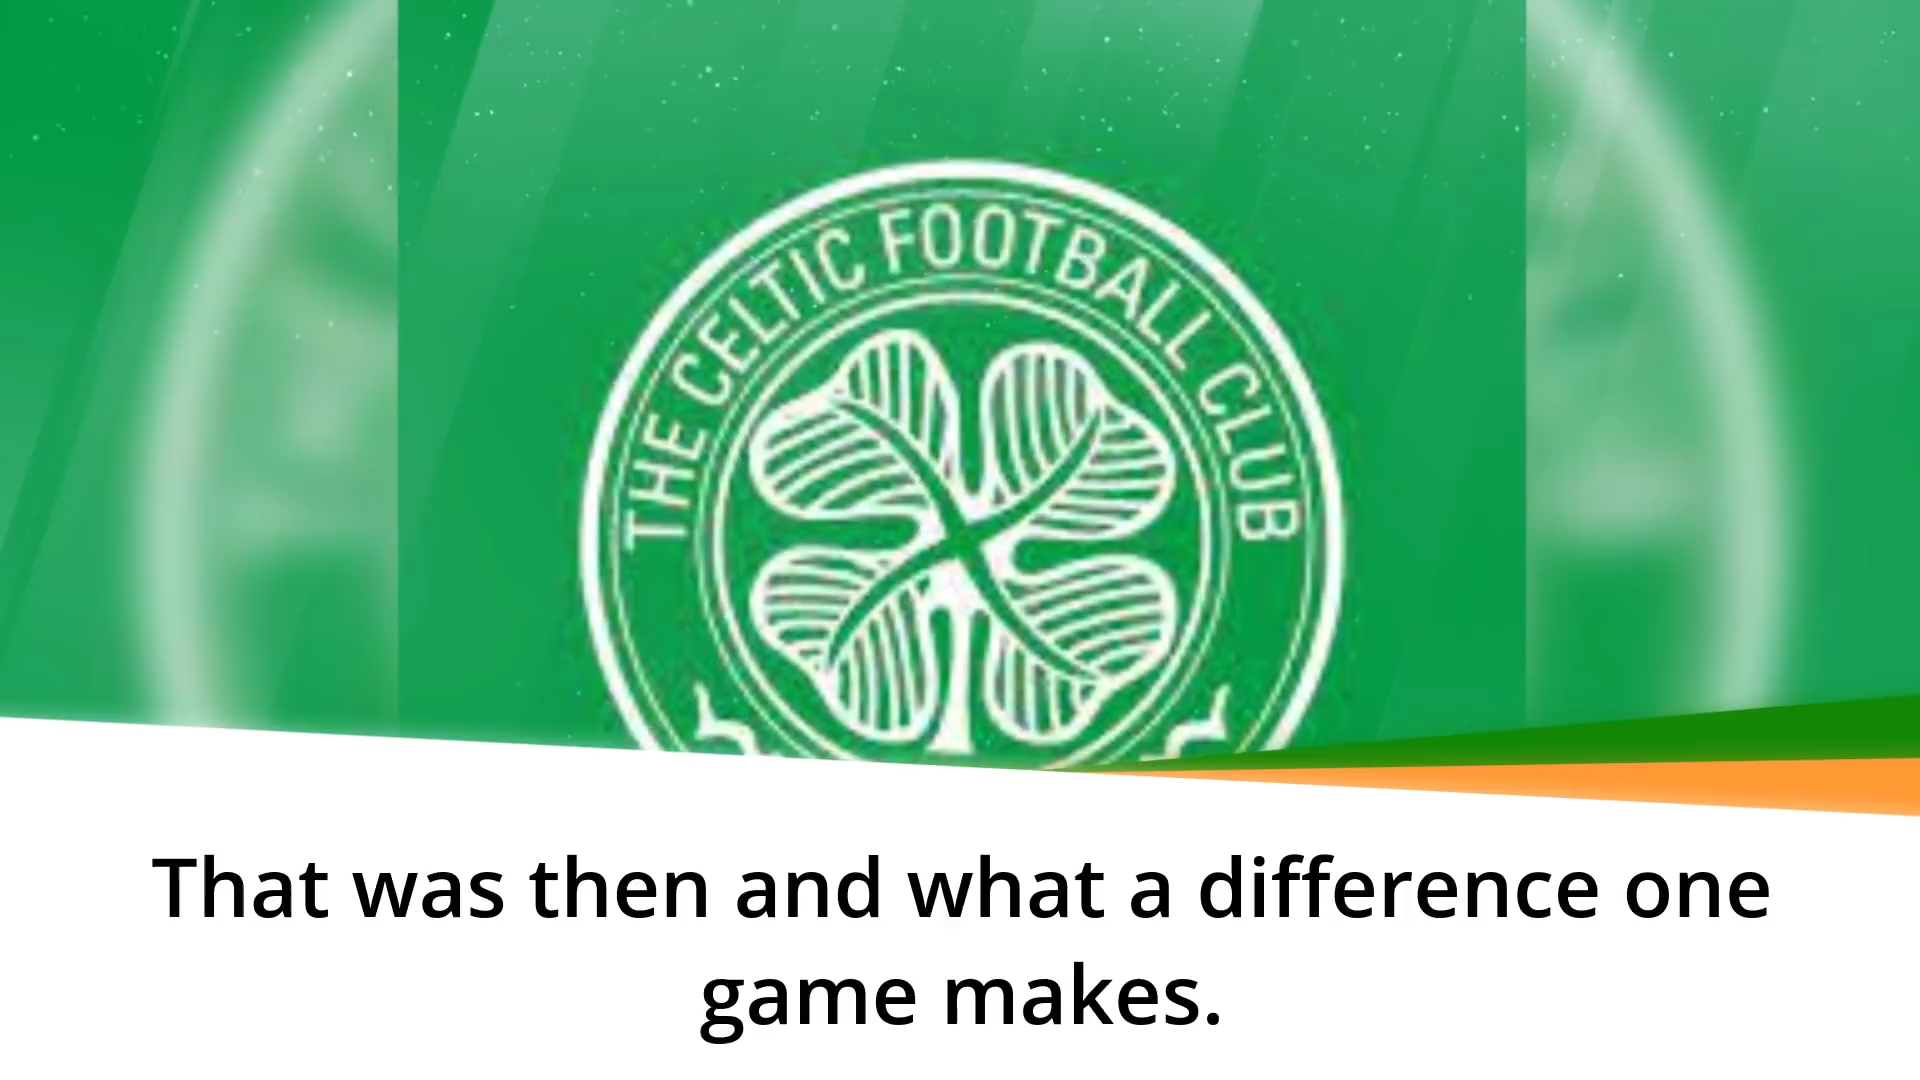 THE CELTIC FOOTBALL CLUB
That was then and what a difference one
game makes.